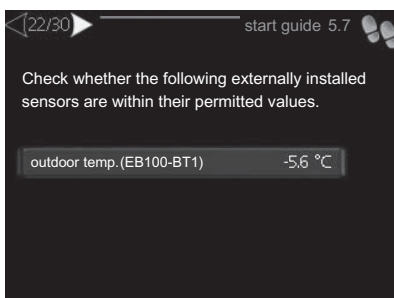 22/30 start guide 5.7
Check whether the following externally installed
sensors are within their permitted values.
outdoor temp.(EB100-BT1) -5.6 °C